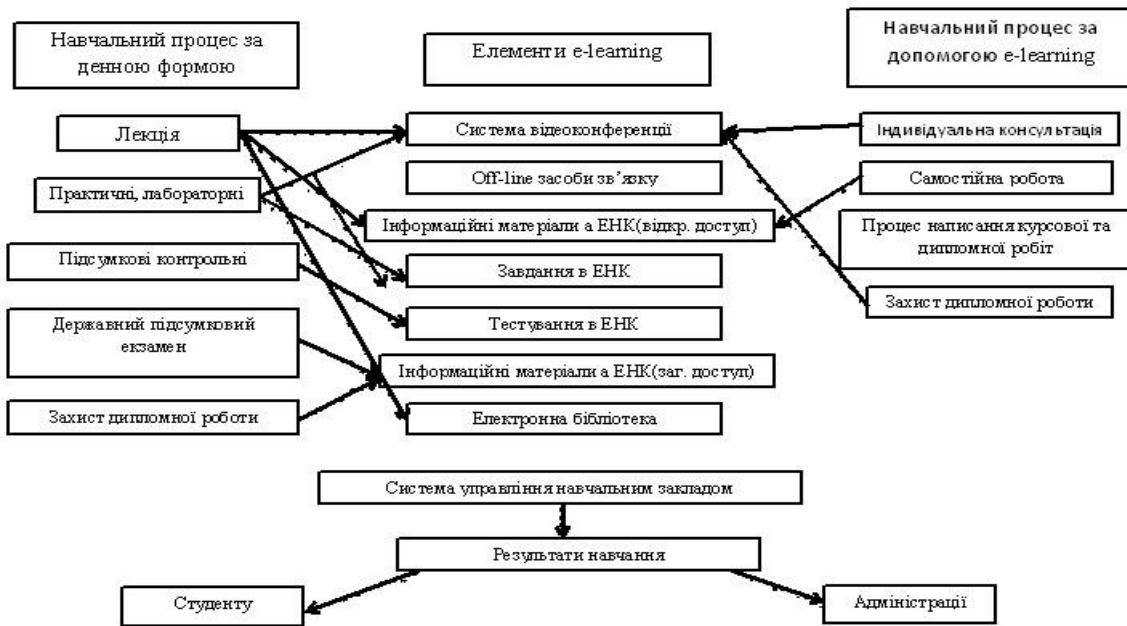 Навчальний процес за
денною формою
Елементи e-learning
Навчальний процес за
допомогою e-learning
Лекція
Система відеоконференції
Індивідуальна консультація
Практичні, лабораторні
Off-line засоби зв’язку
Самостійна робота
Інформаційні матеріали а ЕНК(відкр. доступ)
Процес написання курсової та
дипломної робіт
Підсумкові контрольні
Завдання в ЕНК
Захист дипломної роботи
Державний підсумковий
екзамен
Тестування в ЕНК
Інформаційні матеріали а ЕНК(заг. доступ)
Захист дипломної роботи
Електронна бібліотека
Система управління навчальним закладом
Результати навчання
Студенту
Адміністрації